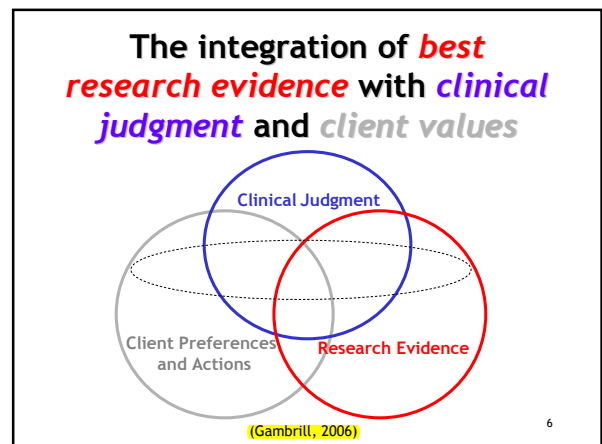 The integration of best
research evidence with clinical
judgment and client values
Clinical Judgment
Client Preferences
and Actions
Research Evidence
(Gambrill, 2006)
6